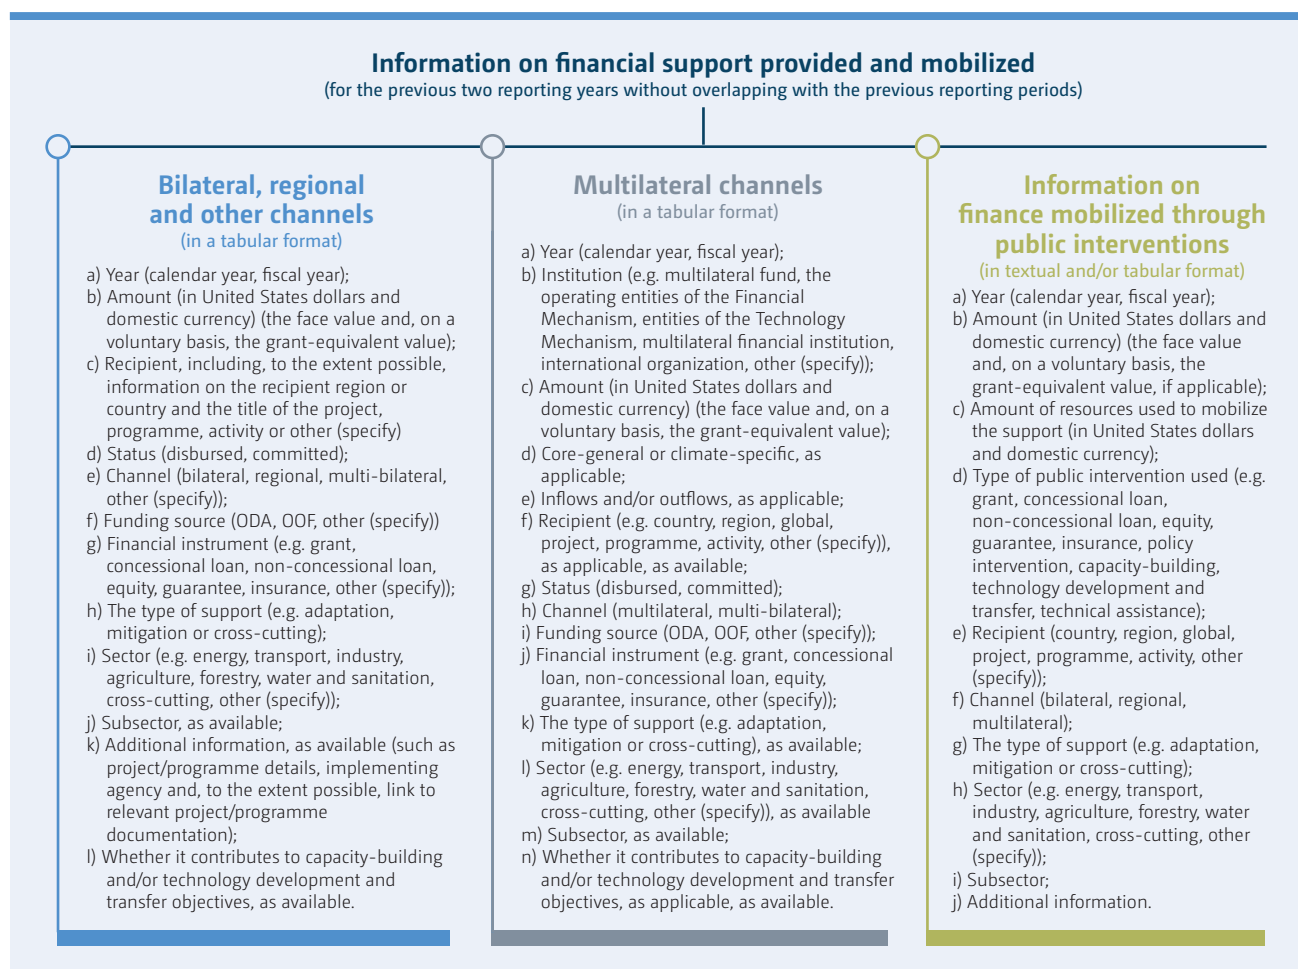 Information on financial support provided and mobilized
(for the previous two reporting years without overlapping with the previous reporting periods)
Bilateral, regional
and other channels
(in a tabular format)
a) Year (calendar year, fiscal year);
b) Amount (in United States dollars and
domestic currency) (the face value and, on a
voluntary basis, the grant-equivalent value);
c) Recipient, including, to the extent possible,
information on the recipient region or
country and the title of the project,
programme, activity or other (specify)
d) Status (disbursed, committed);
e) Channel (bilateral, regional, multi-bilateral,
other (specify));
f) Funding source (ODA, OOF, other (specify))
g) Financial instrument (e.g. grant,
concessional loan, non-concessional loan,
equity, guarantee, insurance, other (specify));
h) The type of support (e.g. adaptation,
mitigation or cross-cutting);
i) Sector (e.g. energy, transport, industry,
agriculture, forestry, water and sanitation,
cross-cutting, other (specify));
j) Subsector, as available;
k) Additional information, as available (such as
project/programme details, implementing
agency and, to the extent possible, link to
relevant project/programme
documentation);
l) Whether it contributes to capacity-building
and/or technology development and
transfer objectives, as available.
Multilateral channels
(in a tabular format)
a) Year (calendar year, fiscal year);
b) Institution (e.g. multilateral fund, the
operating entities of the Financial
Mechanism, entities of the Technology
Mechanism, multilateral financial institution,
international organization, other (specify));
c) Amount (in United States dollars and
domestic currency) (the face value and, on a
voluntary basis, the grant-equivalent value);
d) Core-general or climate-specific, as
applicable;
e) Inflows and/or outflows, as applicable;
f) Recipient (e.g. country, region, global,
project, programme, activity, other (specify)),
as applicable, as available;
g) Status (disbursed, committed);
h) Channel (multilateral, multi-bilateral);
i) Funding source (ODA, OOF, other (specify));
j) Financial instrument (e.g. grant, concessional
loan, non-concessional loan, equity,
guarantee, insurance, other (specify));
k) The type of support (e.g. adaptation,
mitigation or cross-cutting), as available;
l) Sector (e.g. energy, transport, industry,
agriculture, forestry, water and sanitation,
cross-cutting, other (specify)), as available
m) Subsector, as available;
n) Whether it contributes to capacity-building
and/or technology development and transfer
objectives, as applicable, as available.
Information on
finance mobilized through
public interventions
(in textual and/or tabular format)
a) Year (calendar year, fiscal year);
b) Amount (in United States dollars and
domestic currency) (the face value
and, on a voluntary basis, the
grant-equivalent value, if applicable);
c) Amount of resources used to mobilize
the support (in United States dollars
and domestic currency);
d) Type of public intervention used (e.g.
grant, concessional loan,
non-concessional loan, equity,
guarantee, insurance, policy
intervention, capacity-building,
technology development and
transfer, technical assistance);
e) Recipient (country, region, global,
project, programme, activity, other
(specify));
f) Channel (bilateral, regional,
multilateral);
g) The type of support (e.g. adaptation,
mitigation or cross-cutting);
h) Sector (e.g. energy, transport,
industry, agriculture, forestry, water
and sanitation, cross-cutting, other
(specify));
i) Subsector;
j) Additional information.